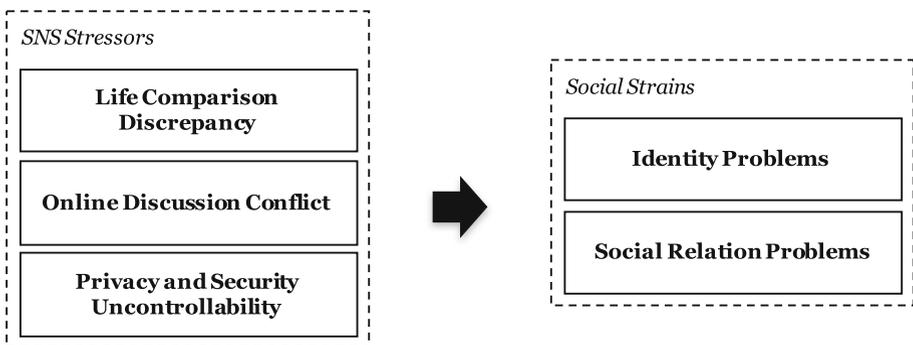 SNS Stressors
Life Comparison
Discrepancy
Online Discussion Conflict
Privacy and Security
Uncontrollability
Social Strains
Identity Problems
Social Relation Problems